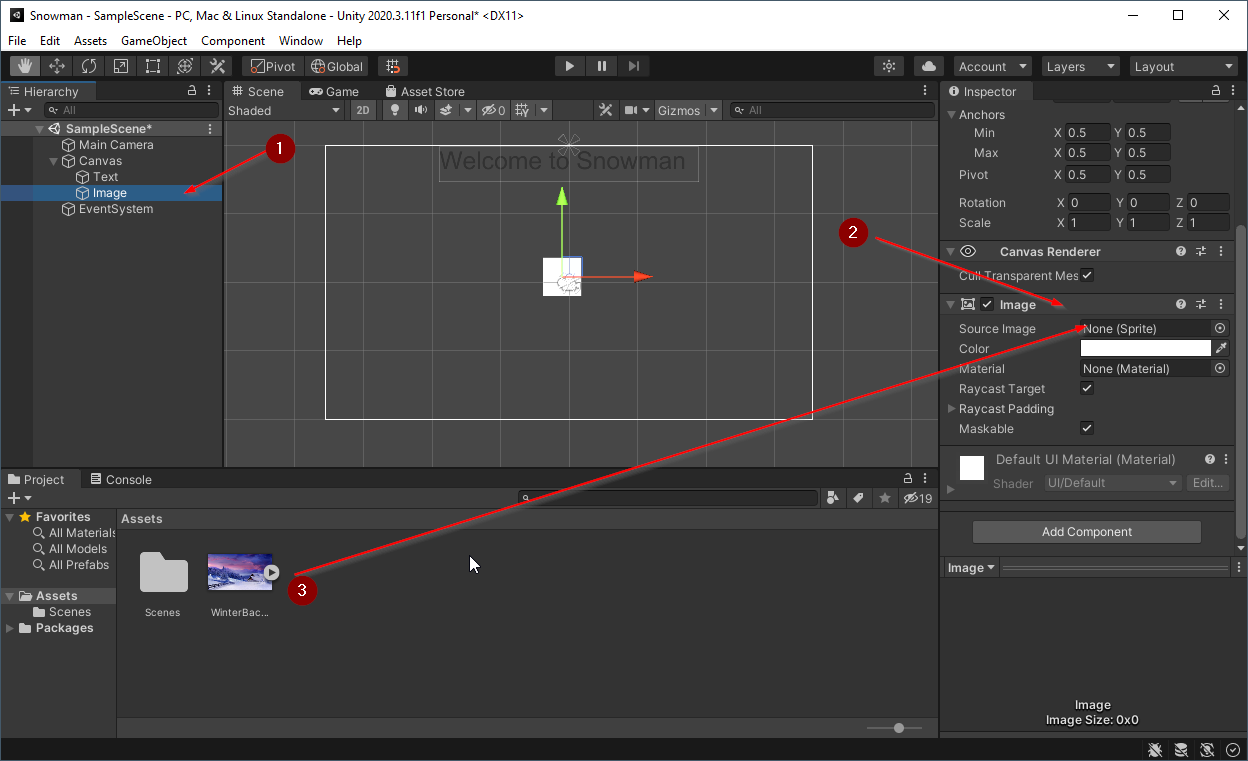 Snowman - SampleScene - PC, Mac & Linux Standalone - Unity 2020.3.11f1 Personal* <DX11>
File Edit Assets GameObject Component Window Help
Pivot Global Account Layers Layout
Hierarchy
All
SampleScene*
Main Camera
Canvas
Text
Image
EventSystem
1
Scene Game Asset Store
Shaded 2D 0 Gizmos All
Welcome to Snowman
Inspector
Anchors
Min X 0.5 Y 0.5
Max X 0.5 Y 0.5
Pivot X 0.5 Y 0.5
Rotation X 0 Y 0 Z 0
Scale X 1 Y 1 Z 1
2
Canvas Renderer
Cull Transparent Mes
Image
Source Image None (Sprite)
Color
Material None (Material)
Raycast Target
Raycast Padding
Maskable
Default UI Material (Material)
Shader UI/Default Edit...
Add Component
Image
Image
Image Size: 0x0
Project Console
19
Favorites
All Materials
All Models
All Prefabs
Assets
Scenes
Packages
Assets
Scenes WinterBac...
3